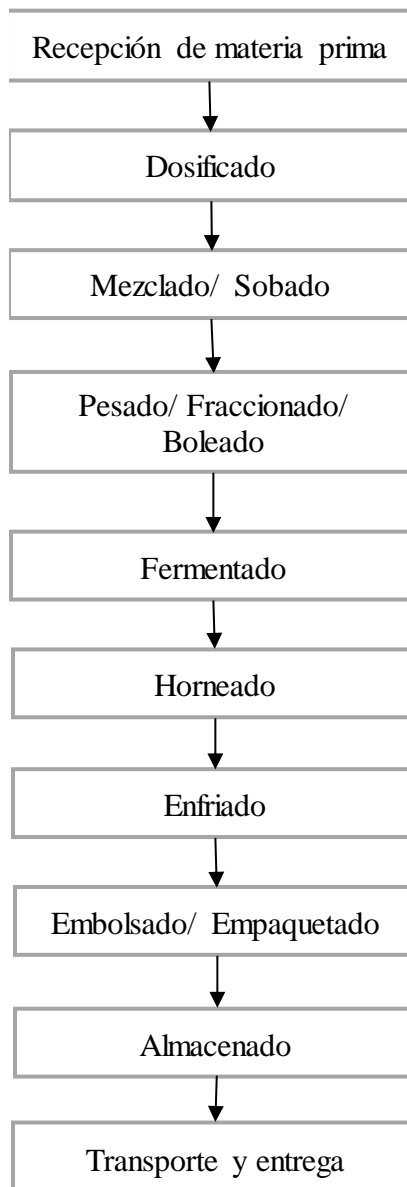 Recepción de materia prima
Dosificado
Mezclado/ Sobado
Pesado/ Fraccionado/
Boleado
Fermentado
Horneado
Enfriado
Embolsado/ Empaquetado
Almacenado
Transporte y entrega